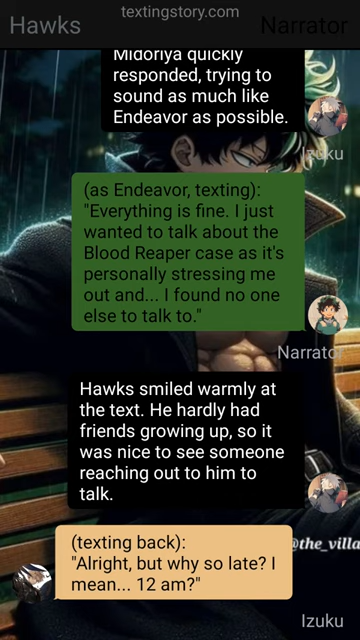 textingstory.com
Hawks
Narrator
Midoriya quickly
responded, trying to
sound as much like
Endeavor as possible.
Izuku
(as Endeavor, texting):
"Everything is fine. I just
wanted to talk about the
Blood Reaper case as it's
personally stressing me
out and... I found no one
else to talk to."
Narrator
Hawks smiled warmly at
the text. He hardly had
friends growing up, so it
was nice to see someone
reaching out to him to
talk.
(texting back):
"Alright, but why so late? I
mean... 12 am?"
@the_villa
Izuku